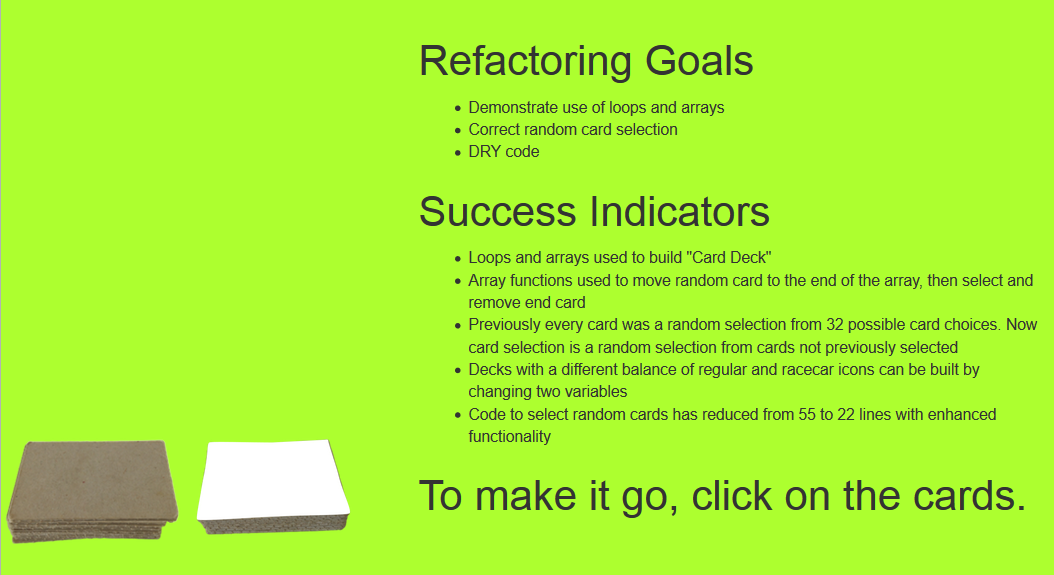 Refactoring Goals
• Demonstrate use of loops and arrays
• Correct random card selection
• DRY code
Success Indicators
• Loops and arrays used to build "Card Deck"
• Array functions used to move random card to the end of the array, then select and
remove end card
• Previously every card was a random selection from 32 possible card choices. Now
card selection is a random selection from cards not previously selected
• Decks with a different balance of regular and racecar icons can be built by
changing two variables
• Code to select random cards has reduced from 55 to 22 lines with enhanced
functionality
To make it go, click on the cards.